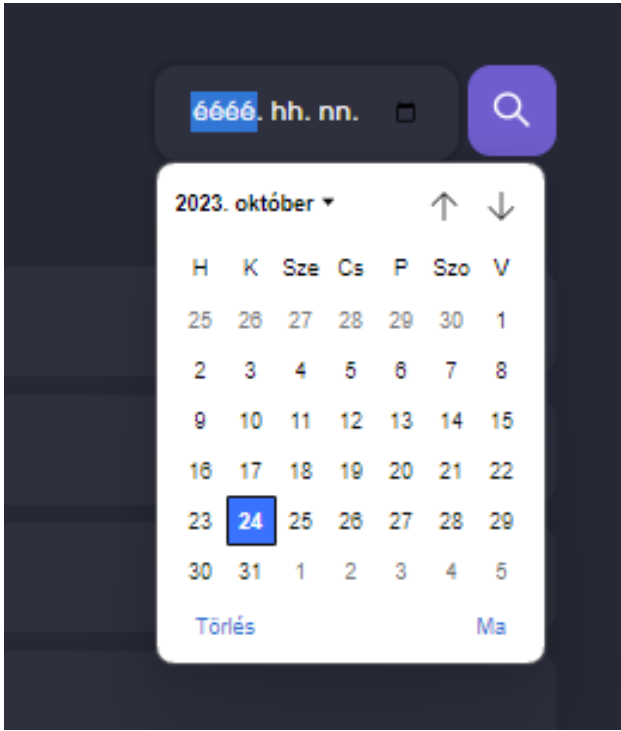 éééé. hh. nn.
2023. október
H K Sze Cs P Szo V
25 26 27 28 29 30 1
2 3 4 5 6 7 8
9 10 11 12 13 14 15
16 17 18 19 20 21 22
23 24 25 26 27 28 29
30 31 1 2 3 4 5
Törlés Ma